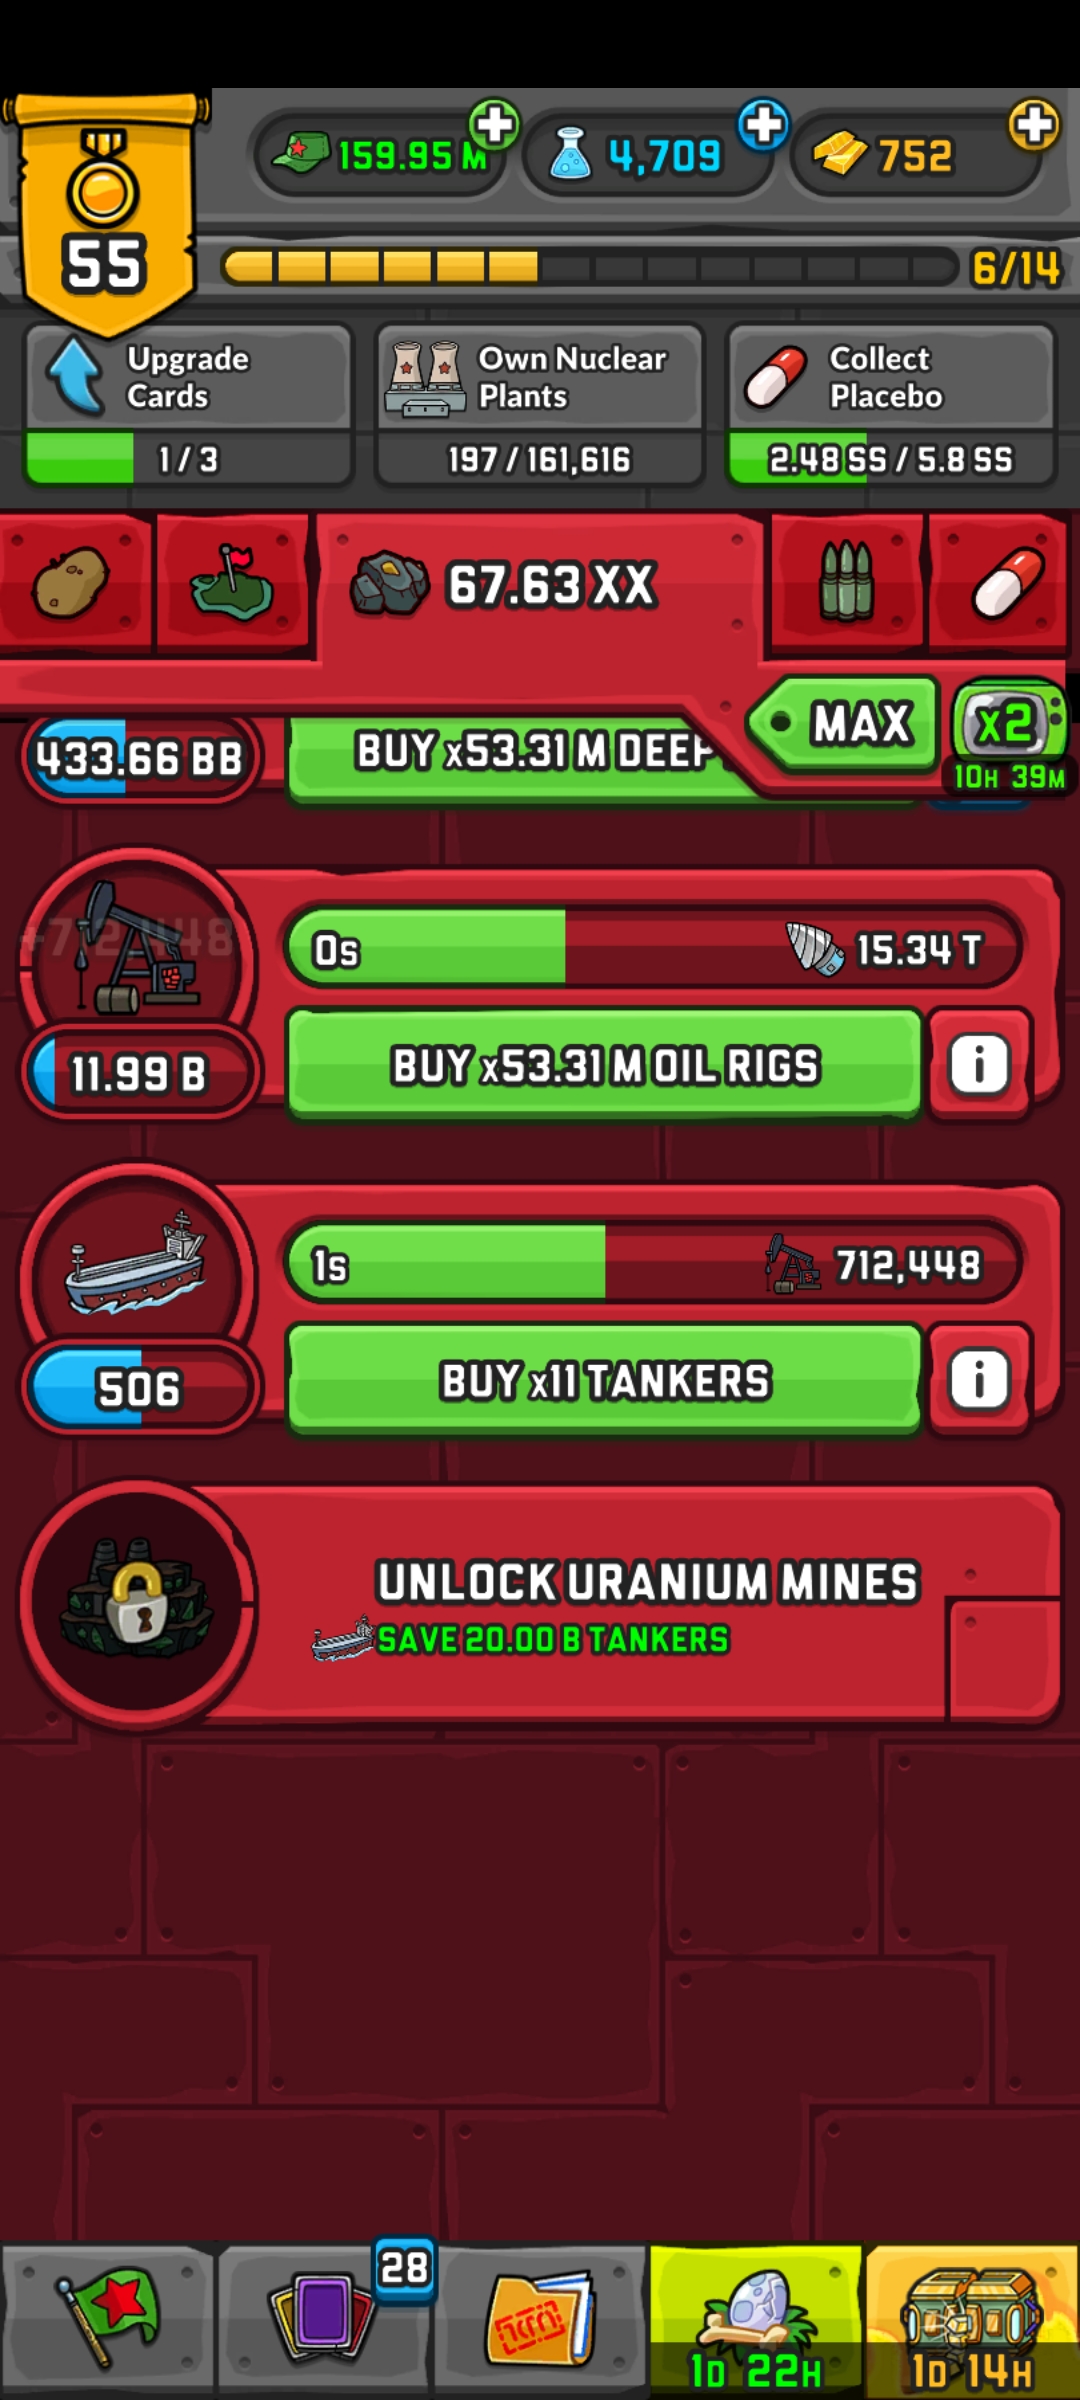 55
159.95 M
4,709
752
6/14
Upgrade
Cards
1 / 3
Own Nuclear
Plants
197 / 161,616
Collect
Placebo
2.48 SS / 5.8 SS
67.63 XX
MAX
x2
10H 39M
433.66 BB
BUY x53.31 M DEEP
+712,448
0s
15.34 T
11.99 B
BUY x53.31 M OIL RIGS
i
1s
712,448
506
BUY x11 TANKERS
i
UNLOCK URANIUM MINES
SAVE 20.00 B TANKERS
28
1D 22H
1D 14H